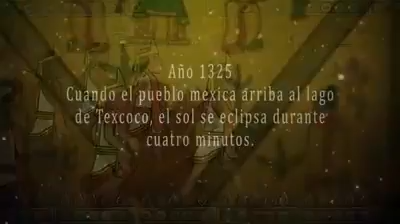 Año 1325
Cuando el pueblo mexica arriba al lago
de Texcoco, el sol se eclipsa durante
cuatro minutos.